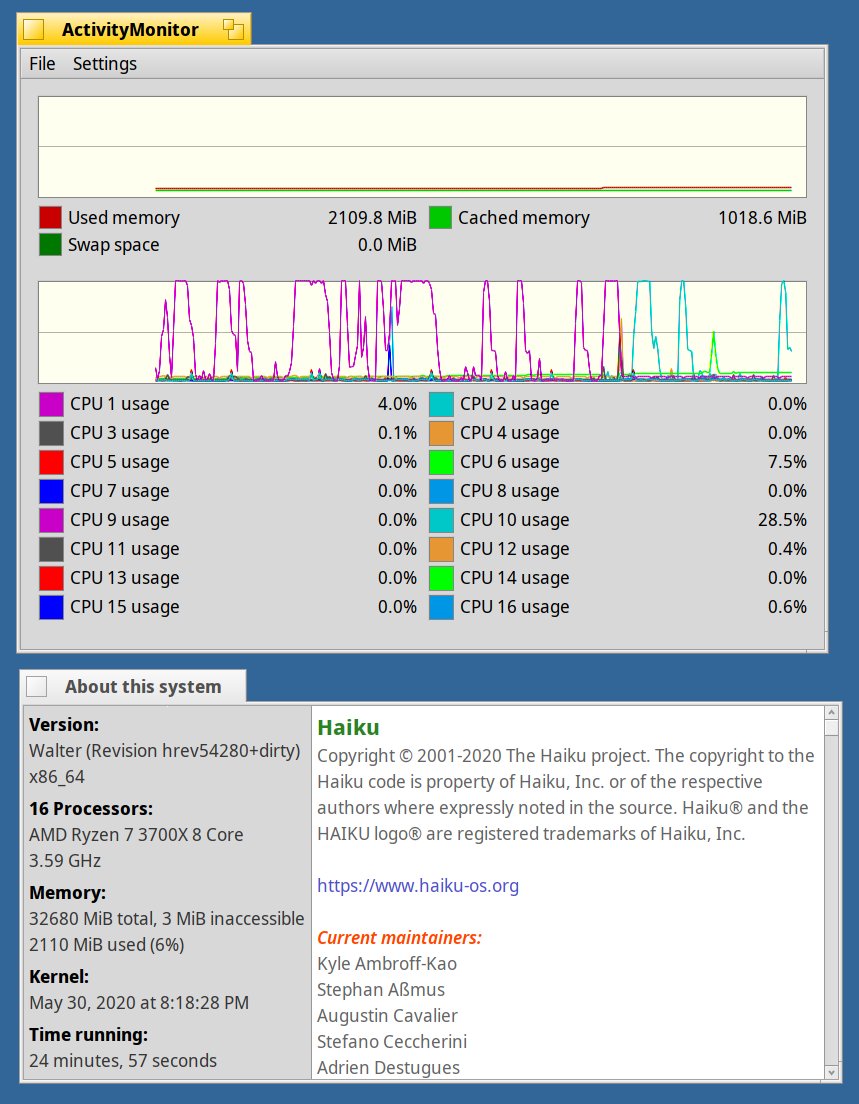 ActivityMonitor
File Settings
Used memory 2109.8 MiB Cached memory 1018.6 MiB
Swap space 0.0 MiB
CPU 1 usage 4.0% CPU 2 usage 0.0%
CPU 3 usage 0.1% CPU 4 usage 0.0%
CPU 5 usage 0.0% CPU 6 usage 7.5%
CPU 7 usage 0.0% CPU 8 usage 0.0%
CPU 9 usage 0.0% CPU 10 usage 28.5%
CPU 11 usage 0.0% CPU 12 usage 0.4%
CPU 13 usage 0.0% CPU 14 usage 0.0%
CPU 15 usage 0.0% CPU 16 usage 0.6%
About this system
Version:
Walter (Revision hrev54280+dirty)
x86_64
16 Processors:
AMD Ryzen 7 3700X 8 Core
3.59 GHz
Memory:
32680 MiB total, 3 MiB inaccessible
2110 MiB used (6%)
Kernel:
May 30, 2020 at 8:18:28 PM
Time running:
24 minutes, 57 seconds
Haiku
Copyright © 2001-2020 The Haiku project. The copyright to the
Haiku code is property of Haiku, Inc. or of the respective
authors where expressly noted in the source. Haiku® and the
HAIKU logo® are registered trademarks of Haiku, Inc.
https://www.haiku-os.org
Current maintainers:
Kyle Ambroff-Kao
Stephan Aßmus
Augustin Cavalier
Stefano Ceccherini
Adrien Destugues